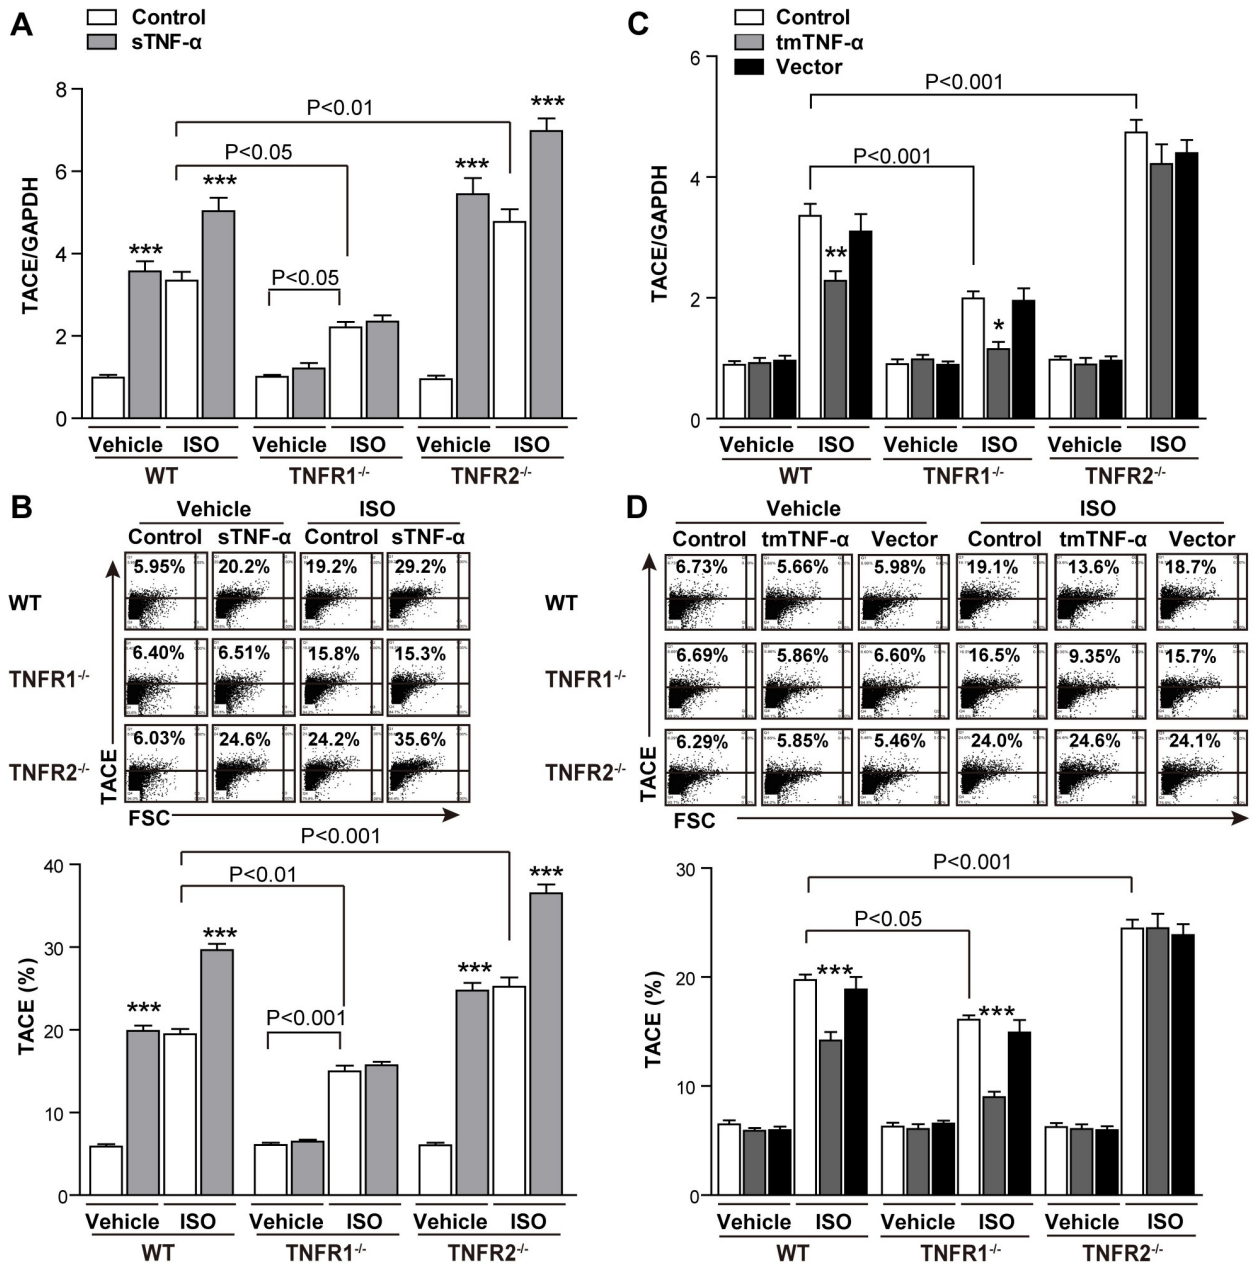 A
Control
sTNF-α
TACE/GAPDH
8
6
4
2
0
***
***
***
***
P<0.01
P<0.05
P<0.05
Vehicle ISO Vehicle ISO Vehicle ISO
WT TNFR1-/- TNFR2-/-
C
Control
tmTNF-α
Vector
TACE/GAPDH
6
4
2
0
P<0.001
P<0.001
**
*
Vehicle ISO Vehicle ISO Vehicle ISO
WT TNFR1-/- TNFR2-/-
B
Vehicle ISO
Control sTNF-α Control sTNF-α
WT
5.95% 20.2% 19.2% 29.2%
TNFR1-/-
6.40% 6.51% 15.8% 15.3%
TNFR2-/-
6.03% 24.6% 24.2% 35.6%
TACE
FSC
TACE (%)
40
30
20
10
0
P<0.001
P<0.01
P<0.001
***
***
***
***
Vehicle ISO Vehicle ISO Vehicle ISO
WT TNFR1-/- TNFR2-/-
D
Vehicle ISO
Control tmTNF-α Vector Control tmTNF-α Vector
WT
6.73% 5.66% 5.98% 19.1% 13.6% 18.7%
TNFR1-/-
6.69% 5.86% 6.60% 16.5% 9.35% 15.7%
TNFR2-/-
6.29% 5.85% 5.46% 24.0% 24.6% 24.1%
TACE
FSC
TACE (%)
30
20
10
0
P<0.001
P<0.05
***
***
Vehicle ISO Vehicle ISO Vehicle ISO
WT TNFR1-/- TNFR2-/-